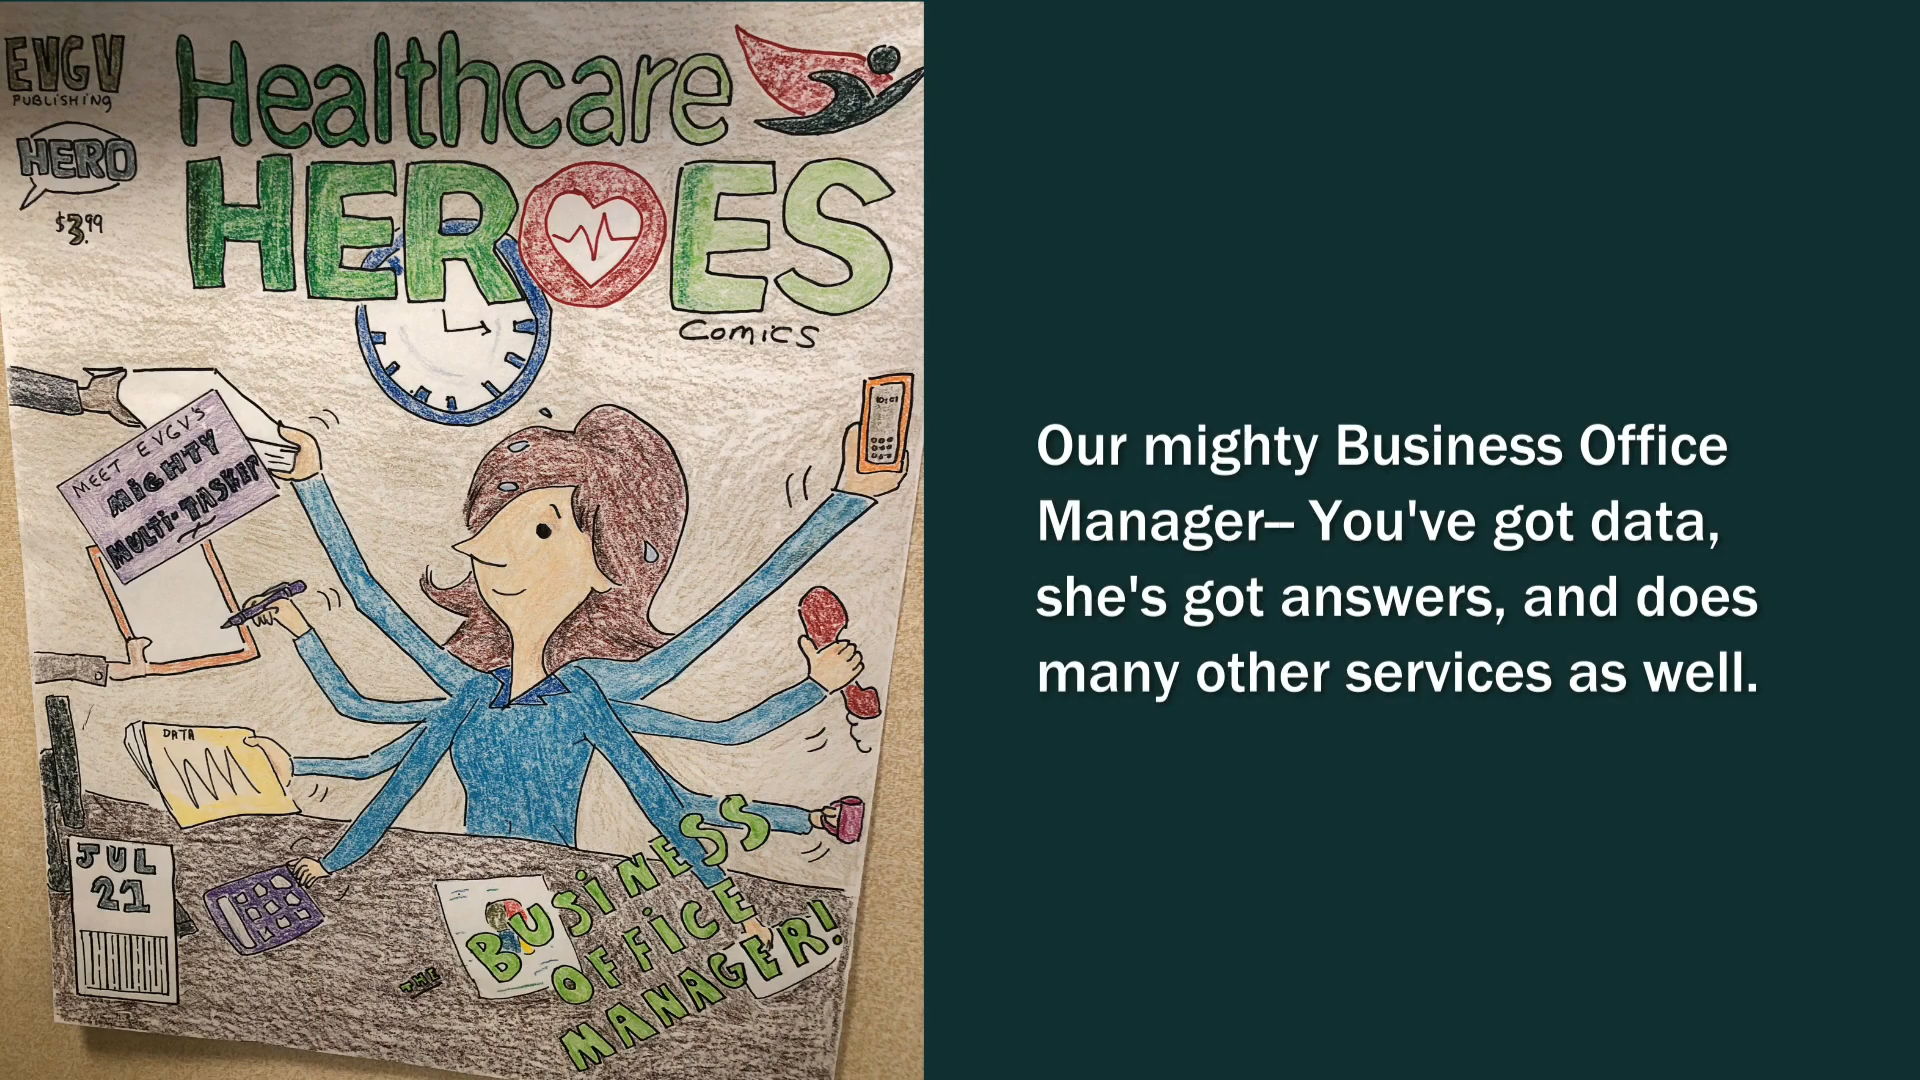 EVGV
PUBLISHING
HERO
$3.99
Healthcare
HEROES
Comics
MEET EVGV'S
MIGHTY
MULTI-TASKER
DATA
JUL
21
THE
BUSINESS
OFFICE
MANAGER!
Our mighty Business Office
Manager– You've got data,
she's got answers, and does
many other services as well.